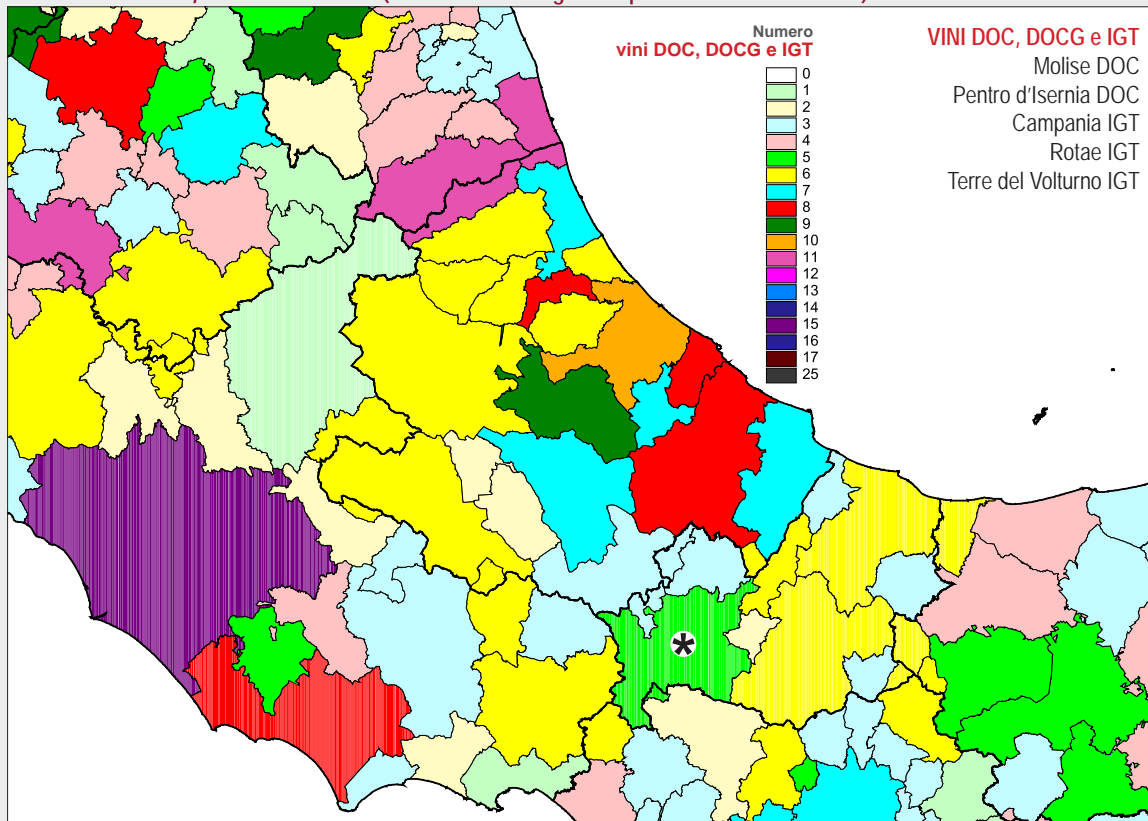 Numero
vini DOC, DOCG e IGT
0
1
2
3
4
5
6
7
8
9
10
11
12
13
14
15
16
17
25
VINI DOC, DOCG e IGT
Molise DOC
Pentro d'Isernia DOC
Campania IGT
Rotae IGT
Terre del Volturno IGT
*